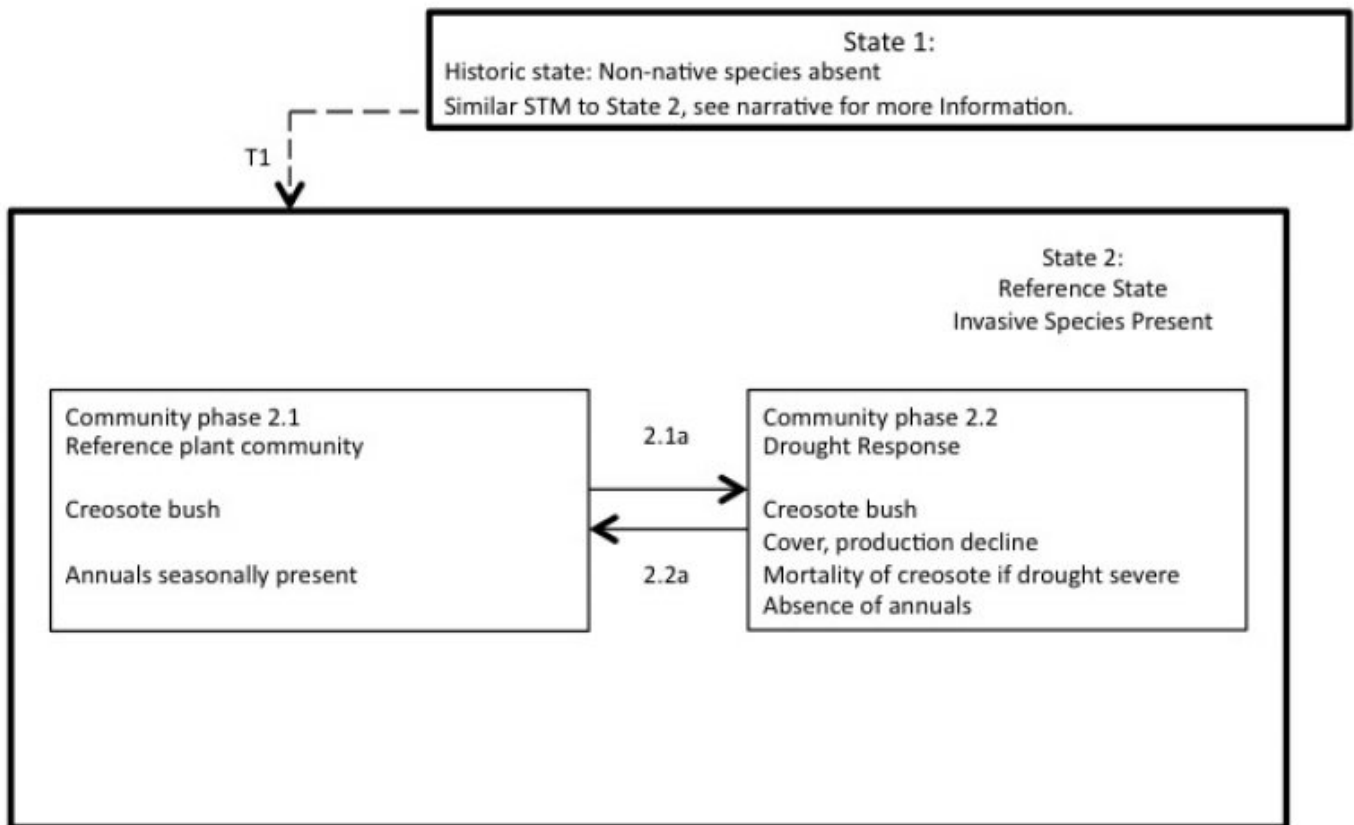 State 1:
Historic state: Non-native species absent
Similar STM to State 2, see narrative for more Information.
T1
State 2:
Reference State
Invasive Species Present
Community phase 2.1
Reference plant community
Creosote bush
Annuals seasonally present
2.1a
2.2a
Community phase 2.2
Drought Response
Creosote bush
Cover, production decline
Mortality of creosote if drought severe
Absence of annuals